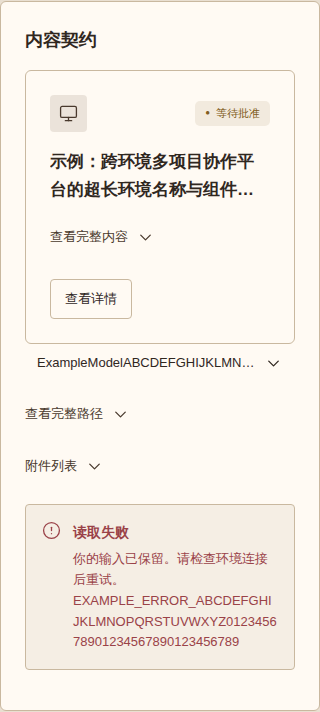 内容契约
等待批准
示例：跨环境多项目协作平
台的超长环境名称与组件…
查看完整内容
查看详情
ExampleModelABCDEFGHIJKLMN…
查看完整路径
附件列表
读取失败
你的输入已保留。请检查环境连接
后重试。
EXAMPLE_ERROR_ABCDEFGHI
JKLMNOPQRSTUVWXYZ0123456
78901234567890123456789